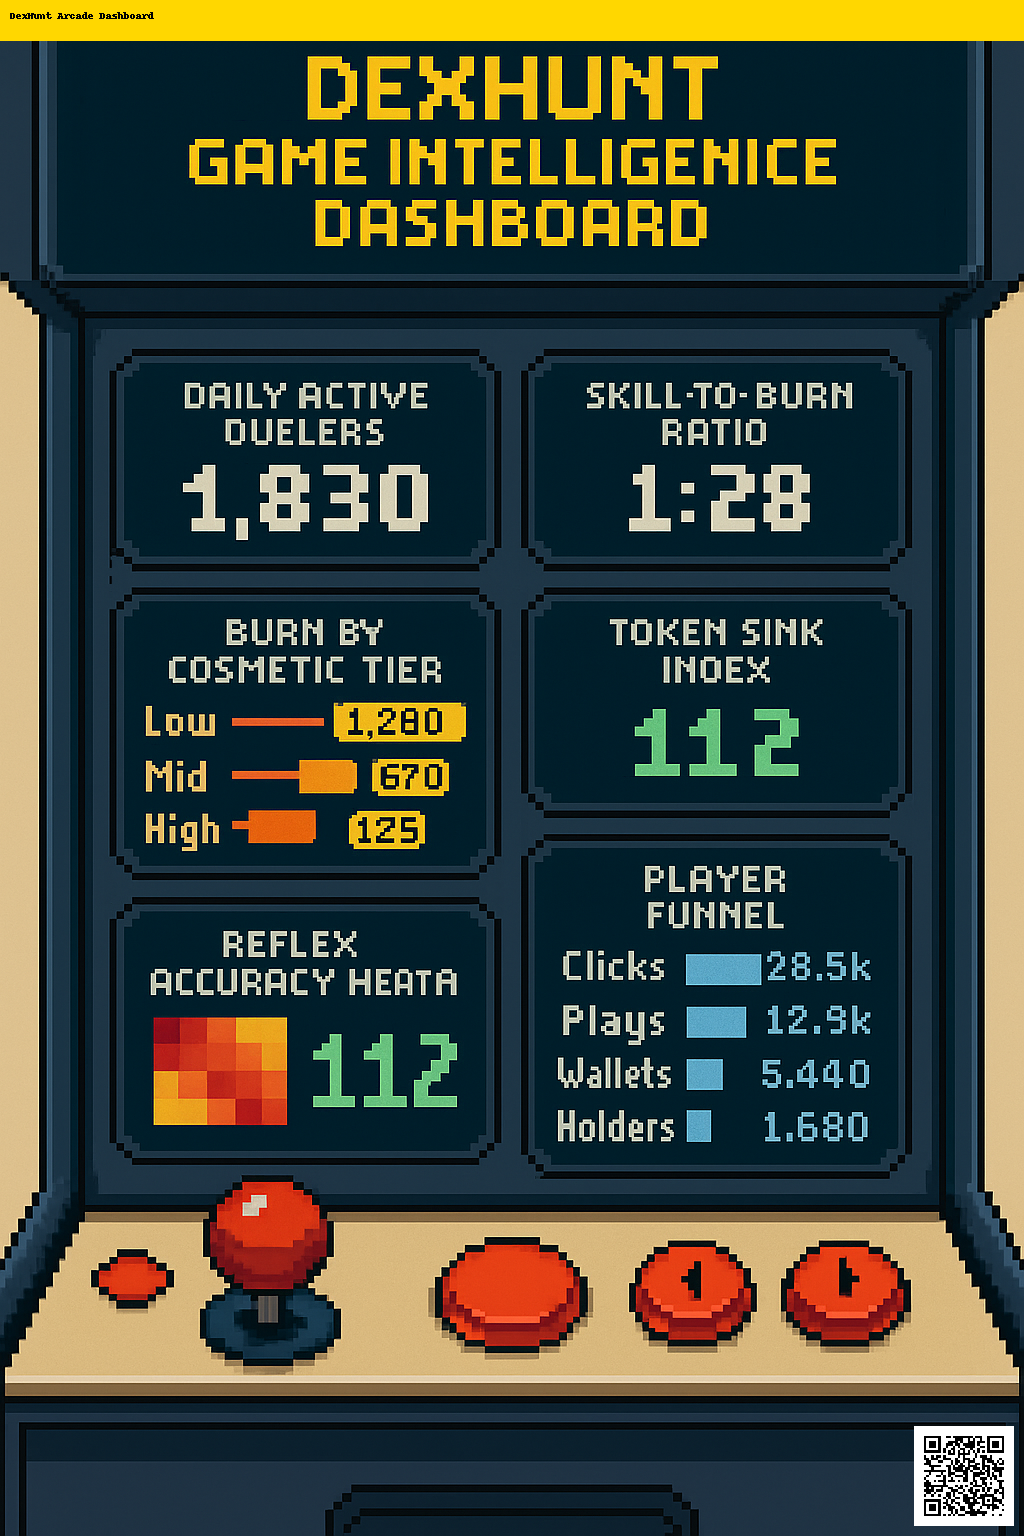 DexHunt Arcade Dashboard
DEXHUNT
GAME INTELLIGENICE
DASHBOARD
DAILY ACTIVE
DUELERS
1,830
SKILL-TO-BURN
RATIO
1:28
BURN BY
COSMETIC TIER
Low 1,280
Mid 670
High 125
TOKEN SINK
INOEX
112
REFLEX
ACCURACY HEATA
112
PLAYER
FUNNEL
Clicks 28.5k
Plays 12.9k
Wallets 5.440
Holders 1.680